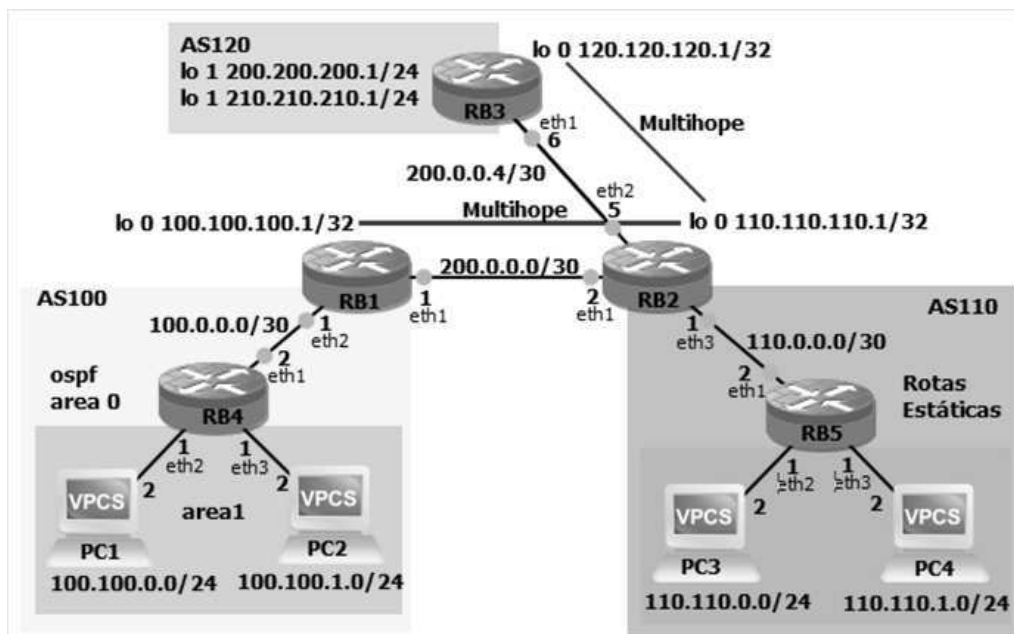 AS120
lo 1 200.200.200.1/24
lo 1 210.210.210.1/24
RB3
lo 0 120.120.120.1/32
Multihope
eth1
6
200.0.0.4/30
eth2
5
lo 0 100.100.100.1/32
Multihope
lo 0 110.110.110.1/32
RB1
200.0.0.0/30
RB2
1
eth1
2
eth1
AS100
100.0.0.0/30
1
eth2
2
eth1
ospf
area 0
RB4
1
eth2
1
eth3
2
2
VPCS
VPCS
area1
PC1
PC2
100.100.0.0/24
100.100.1.0/24
AS110
1
eth3
110.0.0.0/30
2
eth1
Rotas
Estáticas
RB5
1
eth2
1
eth3
2
2
VPCS
VPCS
PC3
PC4
110.110.0.0/24
110.110.1.0/24